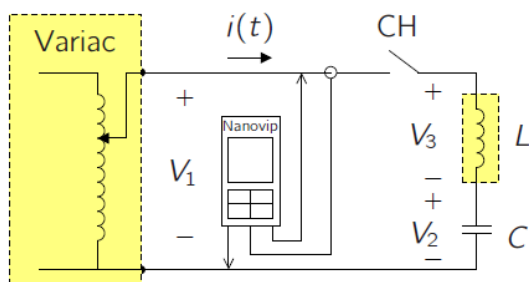 Variac
i(t)
CH
+
Nanovip
+
V₁
V₃
L
−
+
−
V₂
C
−